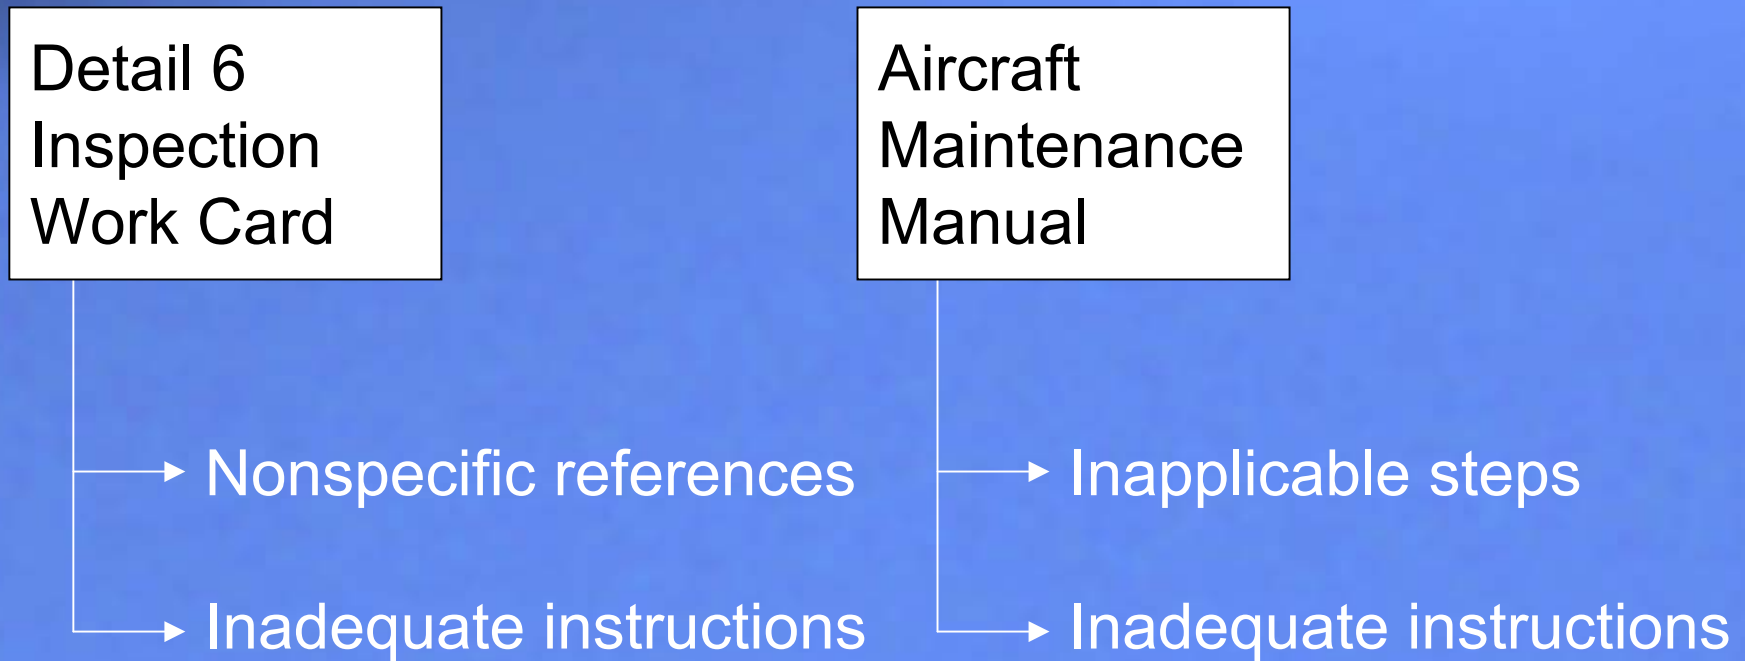 Detail 6
Inspection
Work Card
Aircraft
Maintenance
Manual
Nonspecific references
Inadequate instructions
Inapplicable steps
Inadequate instructions